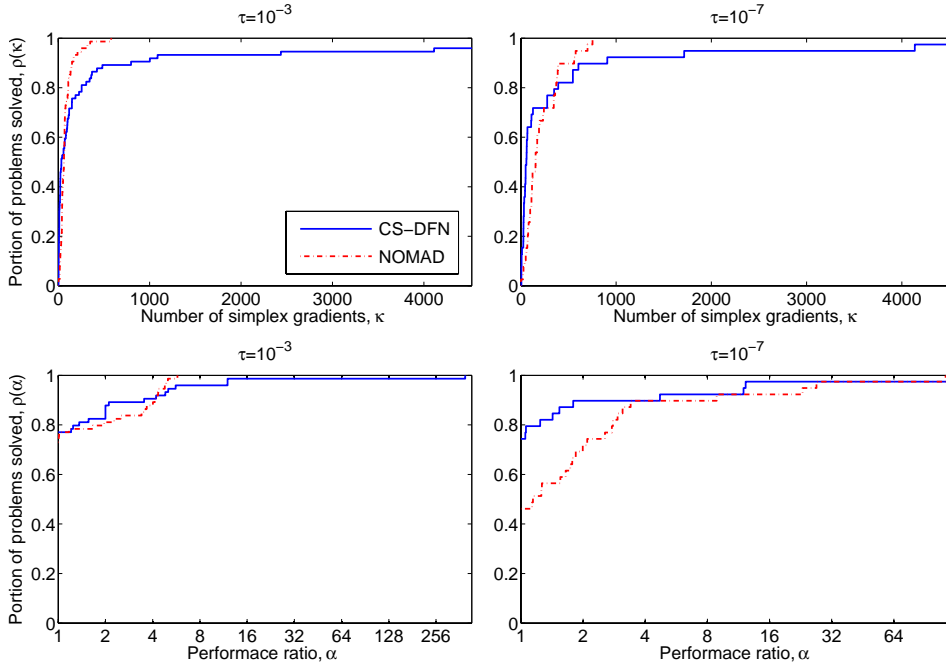 τ=10⁻³
τ=10⁻⁷
Portion of problems solved, ρ(κ)
1
0.8
0.6
0.4
0.2
0
CS−DFN
NOMAD
0 1000 2000 3000 4000
Number of simplex gradients, κ
1
0.8
0.6
0.4
0.2
0
0 1000 2000 3000 4000
Number of simplex gradients, κ
τ=10⁻³
τ=10⁻⁷
Portion of problems solved, ρ(α)
1
0.8
0.6
0.4
0.2
0
1 2 4 8 16 32 64 128 256
Performace ratio, α
1
0.8
0.6
0.4
0.2
0
1 2 4 8 16 32 64
Performace ratio, α